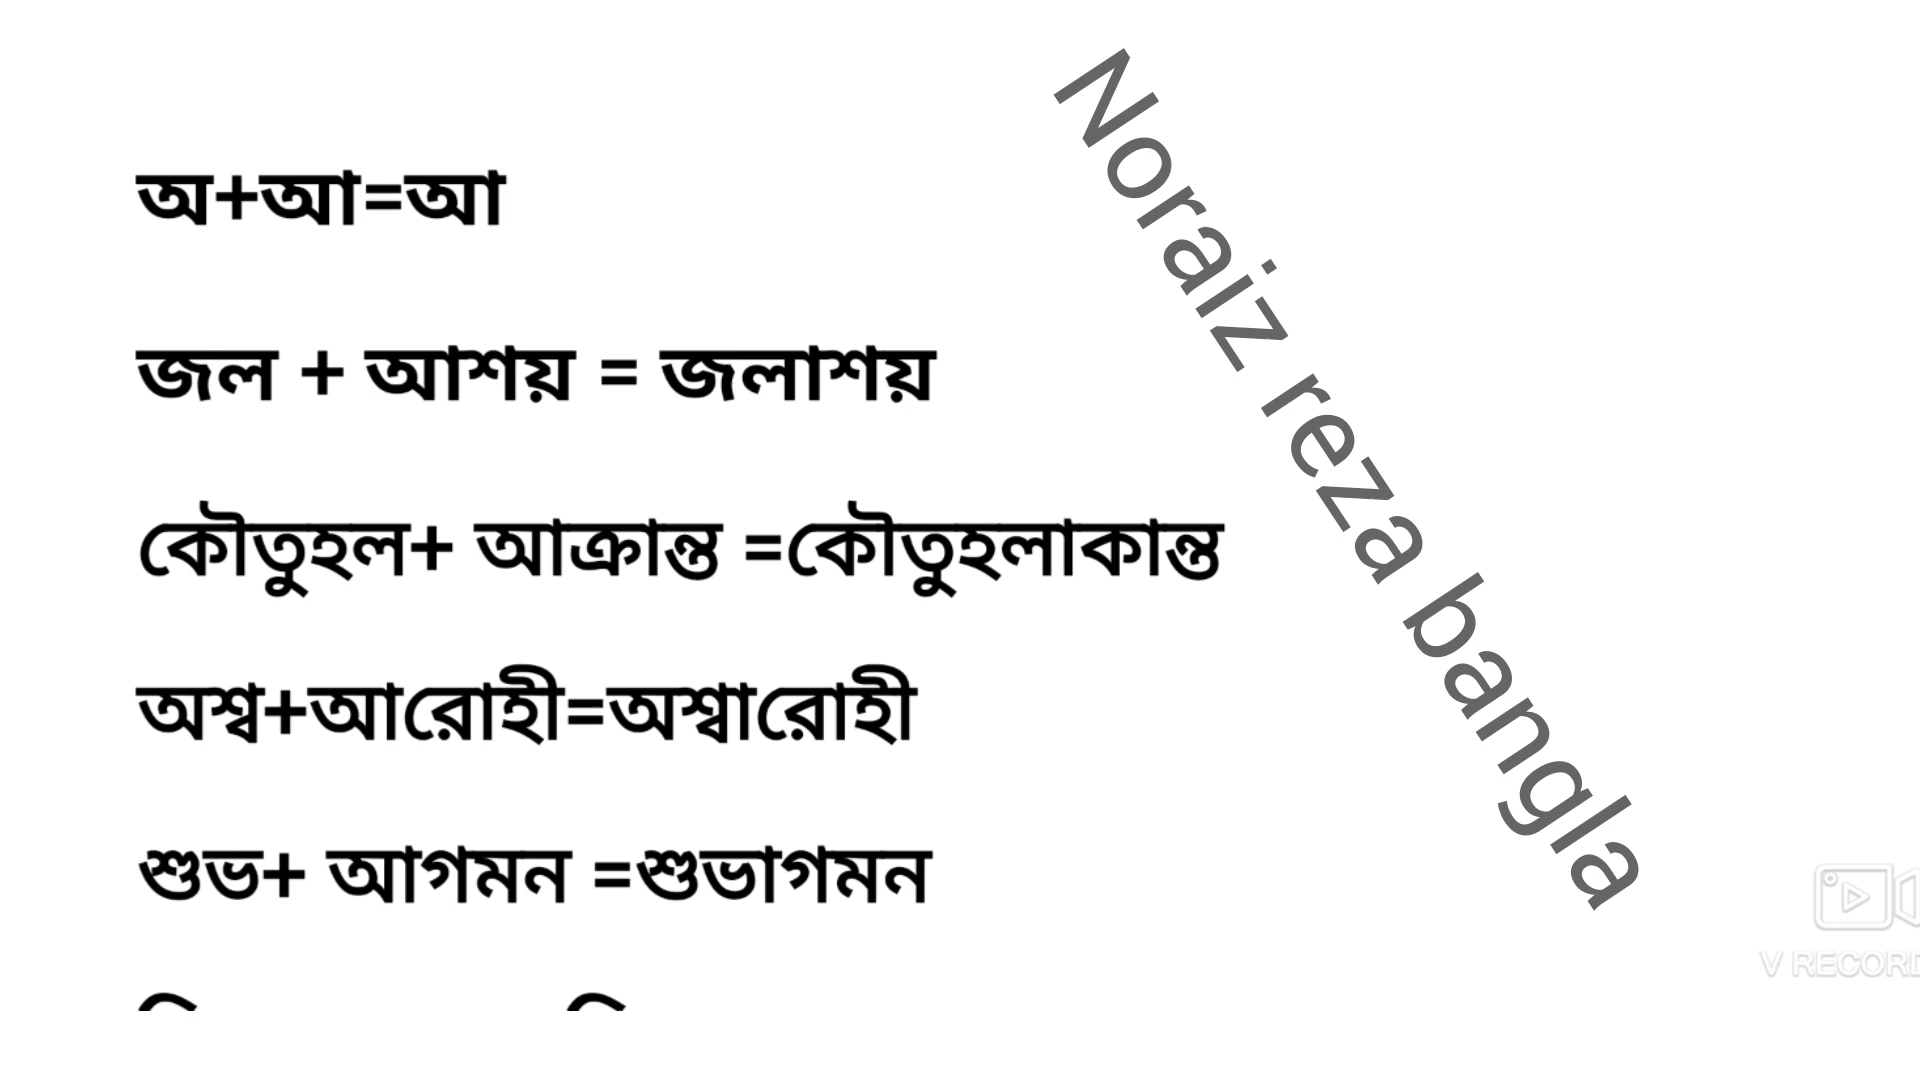 অ+আ=আ
জল + আশয় = জলাশয়
কৌতুহল+ আক্রান্ত =কৌতুহলাকান্ত
অশ্ব+আরোহী=অশ্বারোহী
শুভ+ আগমন =শুভাগমন
Noraiz reza bangla
V RECORD